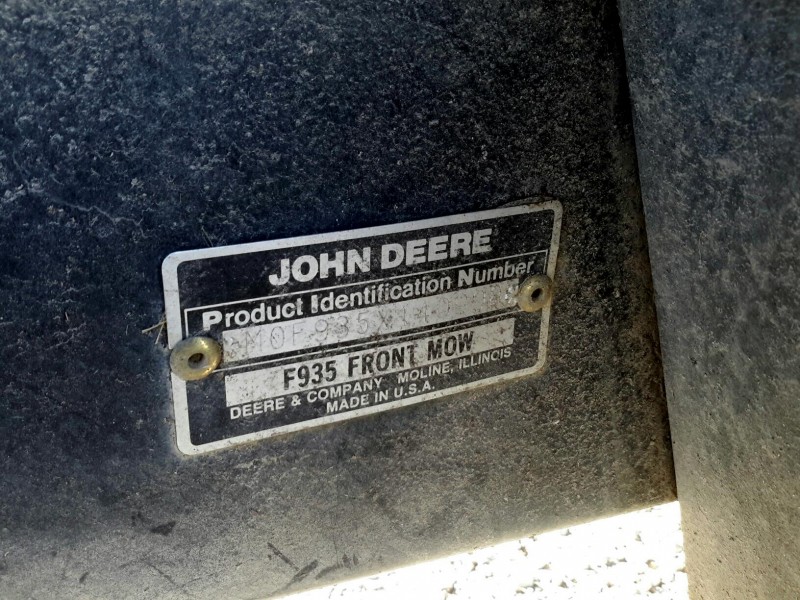 JOHN DEERE
Product Identification Number
F935 FRONT MOW
DEERE & COMPANY MOLINE, ILLINOIS
MADE IN U.S.A.